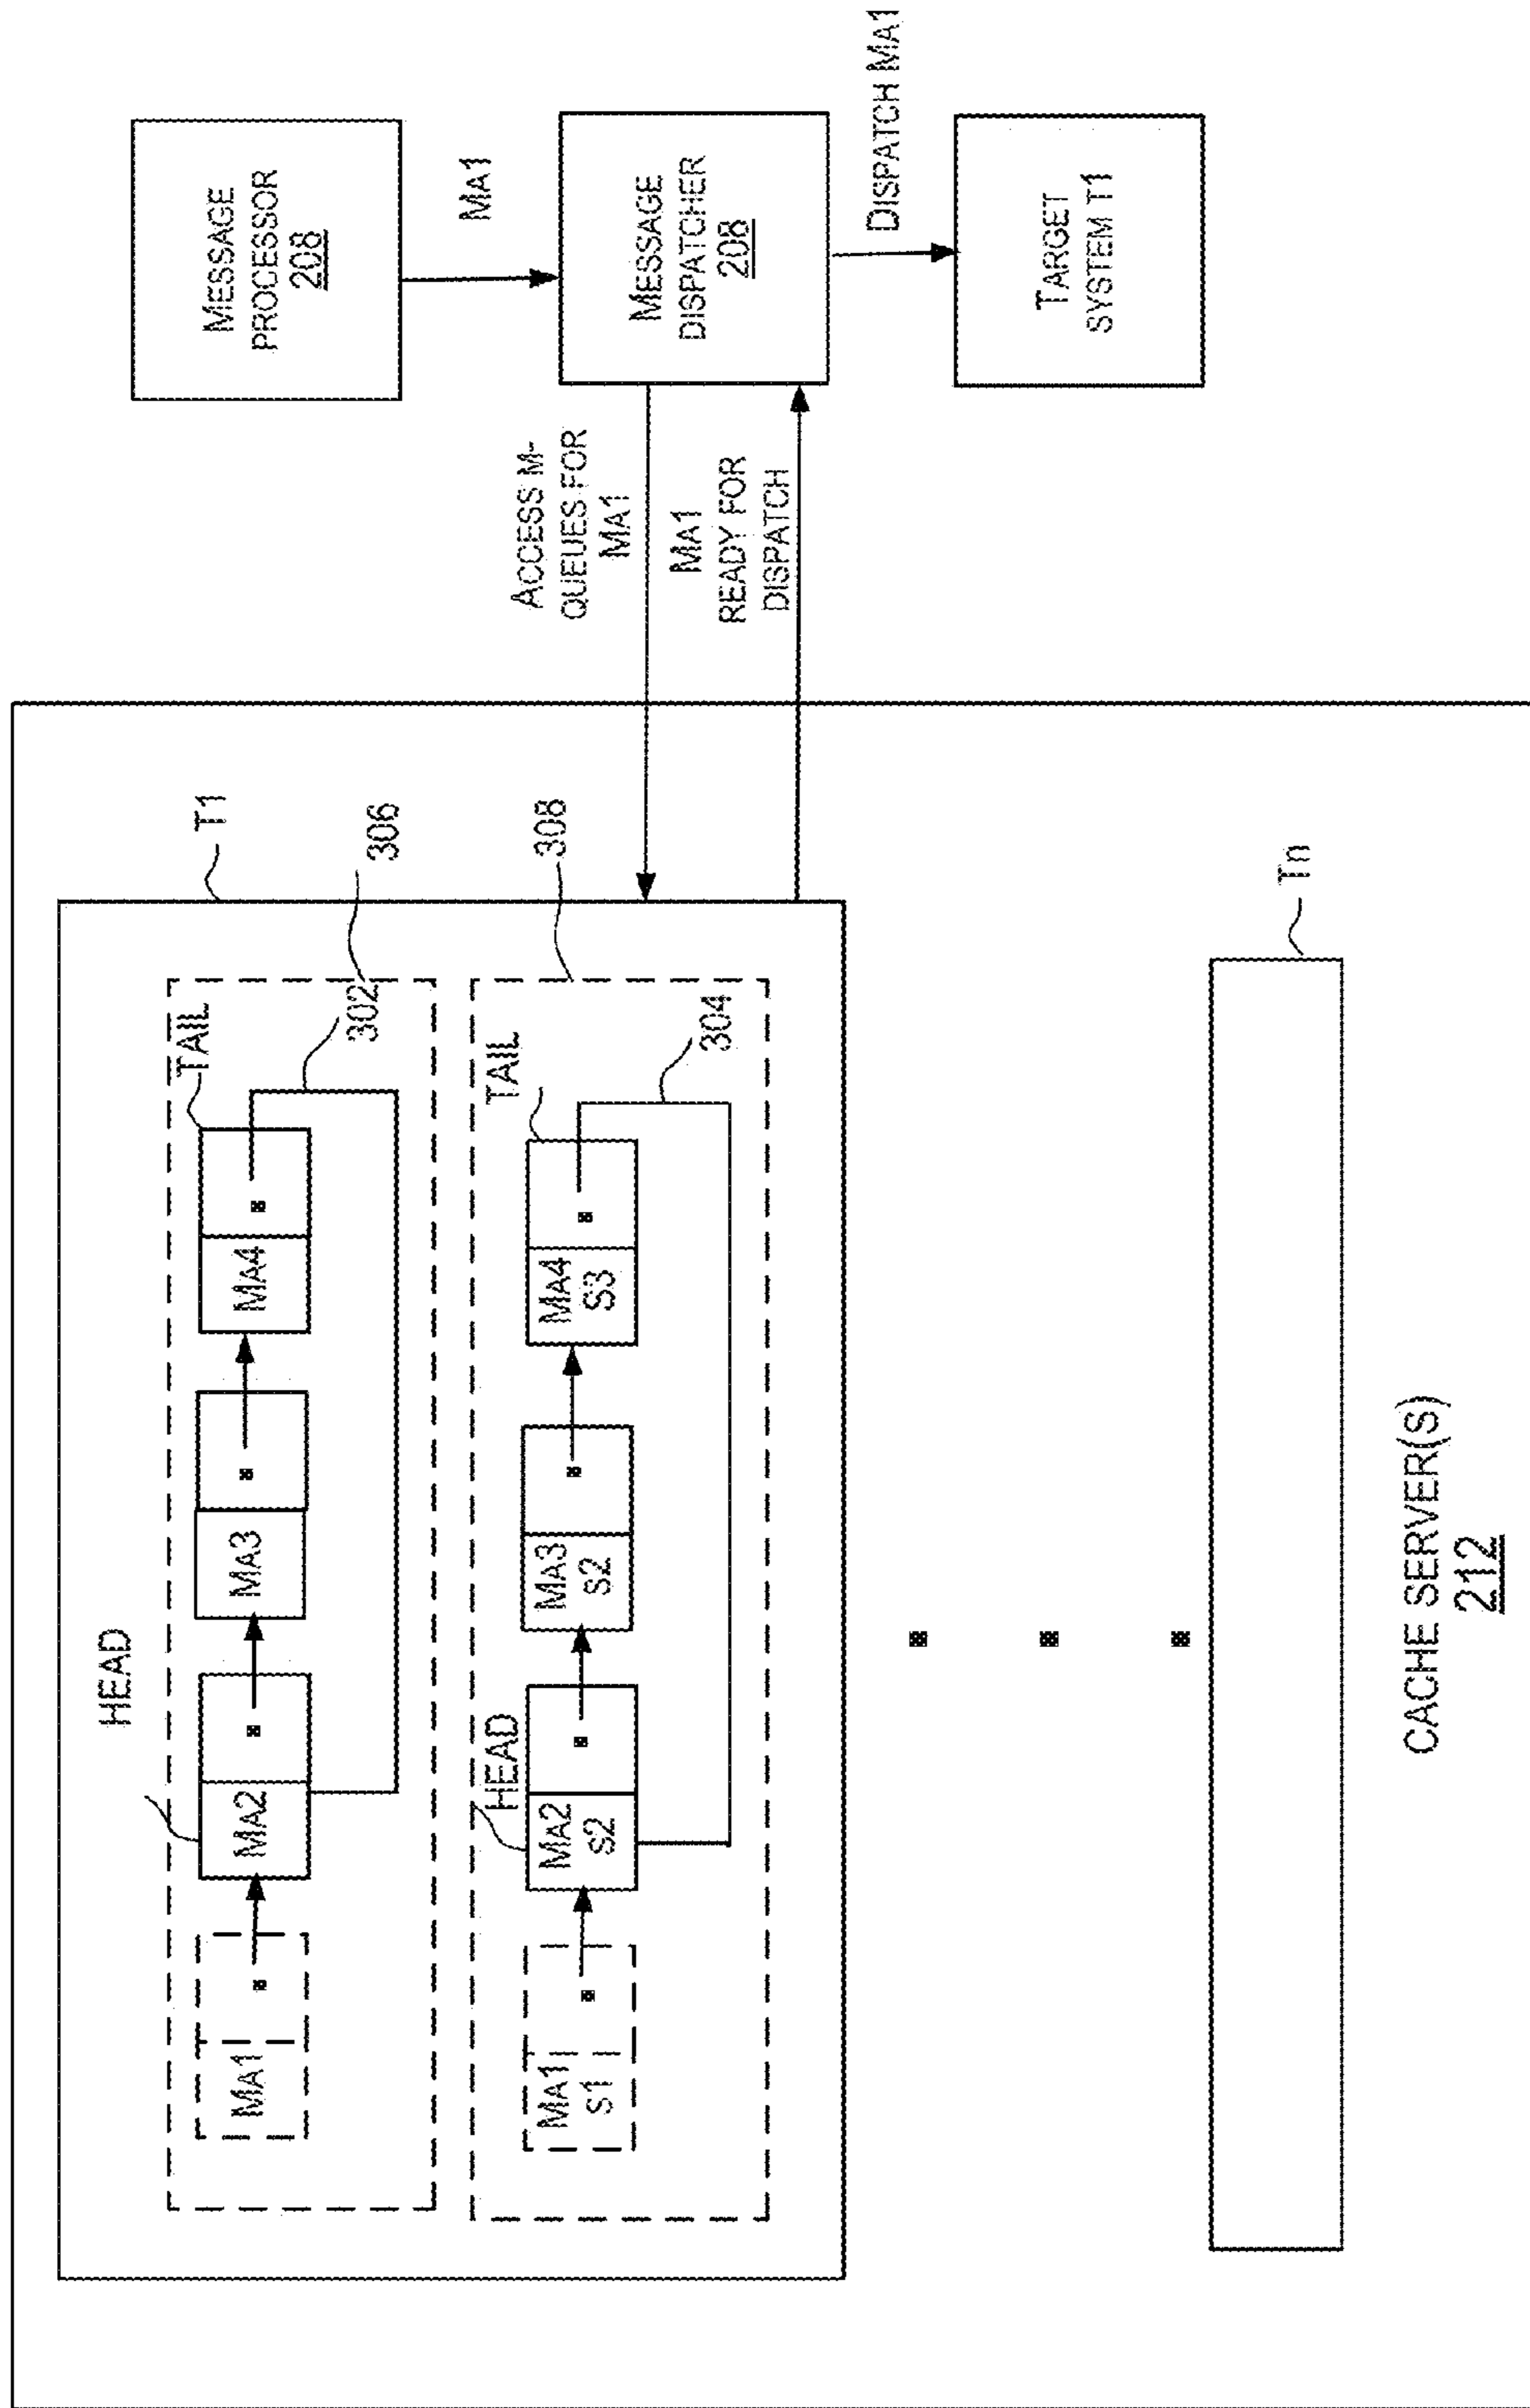 HEAD
TAIL
MA1
MA2
MA3
MA4
302
306
T1
HEAD
TAIL
MA1
S1
MA2
S2
MA3
S2
MA4
S3
304
308
Tn
CACHE SERVER(S)
212
MESSAGE
PROCESSOR
208
MA1
ACCESS M-
QUEUES FOR
MA1
MA1
READY FOR
DISPATCH
MESSAGE
DISPATCHER
208
DISPATCH MA1
TARGET
SYSTEM T1